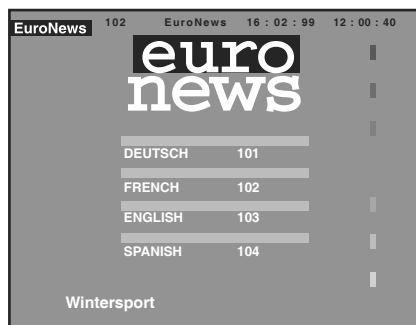 EuroNews 102 EuroNews 16 : 02 : 99 12 : 00 : 40
euro
news
DEUTSCH 101
FRENCH 102
ENGLISH 103
SPANISH 104
Wintersport